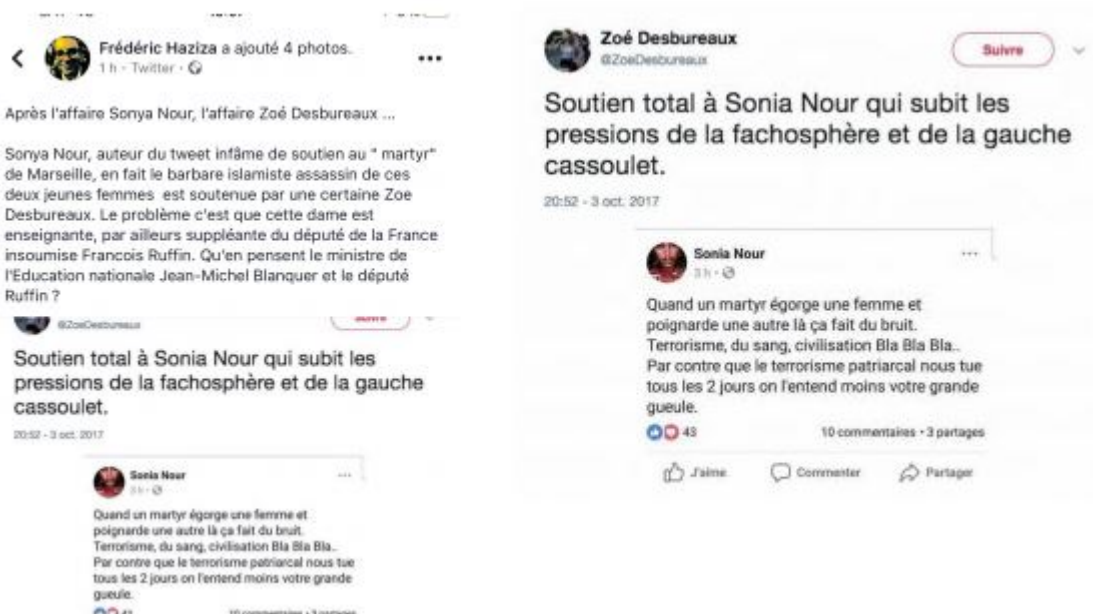 Frédéric Haziza a ajouté 4 photos.
1 h · Twitter ·
Après l'affaire Sonya Nour, l'affaire Zoé Desbureaux ...
Sonya Nour, auteur du tweet infâme de soutien au " martyr"
de Marseille, en fait le barbare islamiste assassin de ces
deux jeunes femmes est soutenue par une certaine Zoe
Desbureaux. Le problème c'est que cette dame est
enseignante, par ailleurs suppléante du député de la France
insoumise Francois Ruffin. Qu'en pensent le ministre de
l'Education nationale Jean-Michel Blanquer et le député
Ruffin ?
@ZoeDesbureaux
Suivre
Soutien total à Sonia Nour qui subit les
pressions de la fachosphère et de la gauche
cassoulet.
20:52 - 3 oct. 2017
Sonia Nour
3 h ·
Quand un martyr égorge une femme et
poignarde une autre là ça fait du bruit.
Terrorisme, du sang, civilisation Bla Bla Bla..
Par contre que le terrorisme patriarcal nous tue
tous les 2 jours on l'entend moins votre grande
gueule.
10 commentaires · 3 partages
Zoé Desbureaux
@ZoeDesbureaux
Suivre
Soutien total à Sonia Nour qui subit les
pressions de la fachosphère et de la gauche
cassoulet.
20:52 - 3 oct. 2017
Sonia Nour
3 h ·
Quand un martyr égorge une femme et
poignarde une autre là ça fait du bruit.
Terrorisme, du sang, civilisation Bla Bla Bla..
Par contre que le terrorisme patriarcal nous tue
tous les 2 jours on l'entend moins votre grande
gueule.
43
10 commentaires · 3 partages
J'aime
Commenter
Partager